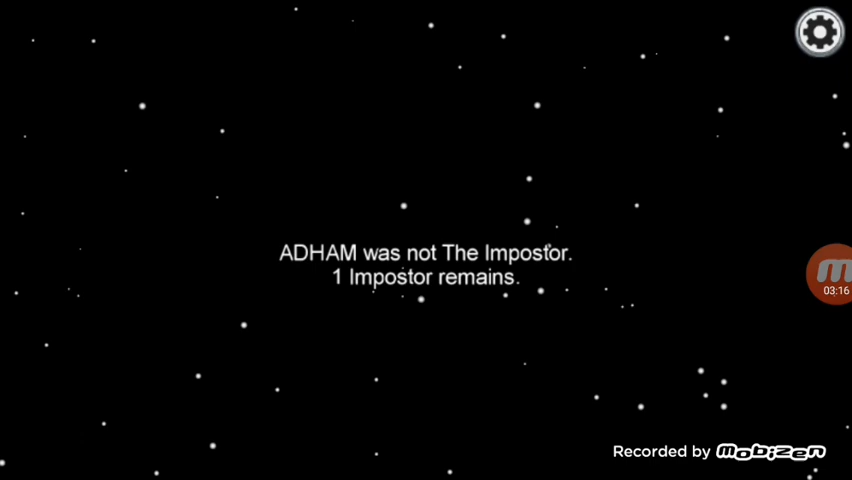 ADHAM was not The Impostor.
1 Impostor remains.
03:16
Recorded by mobizen